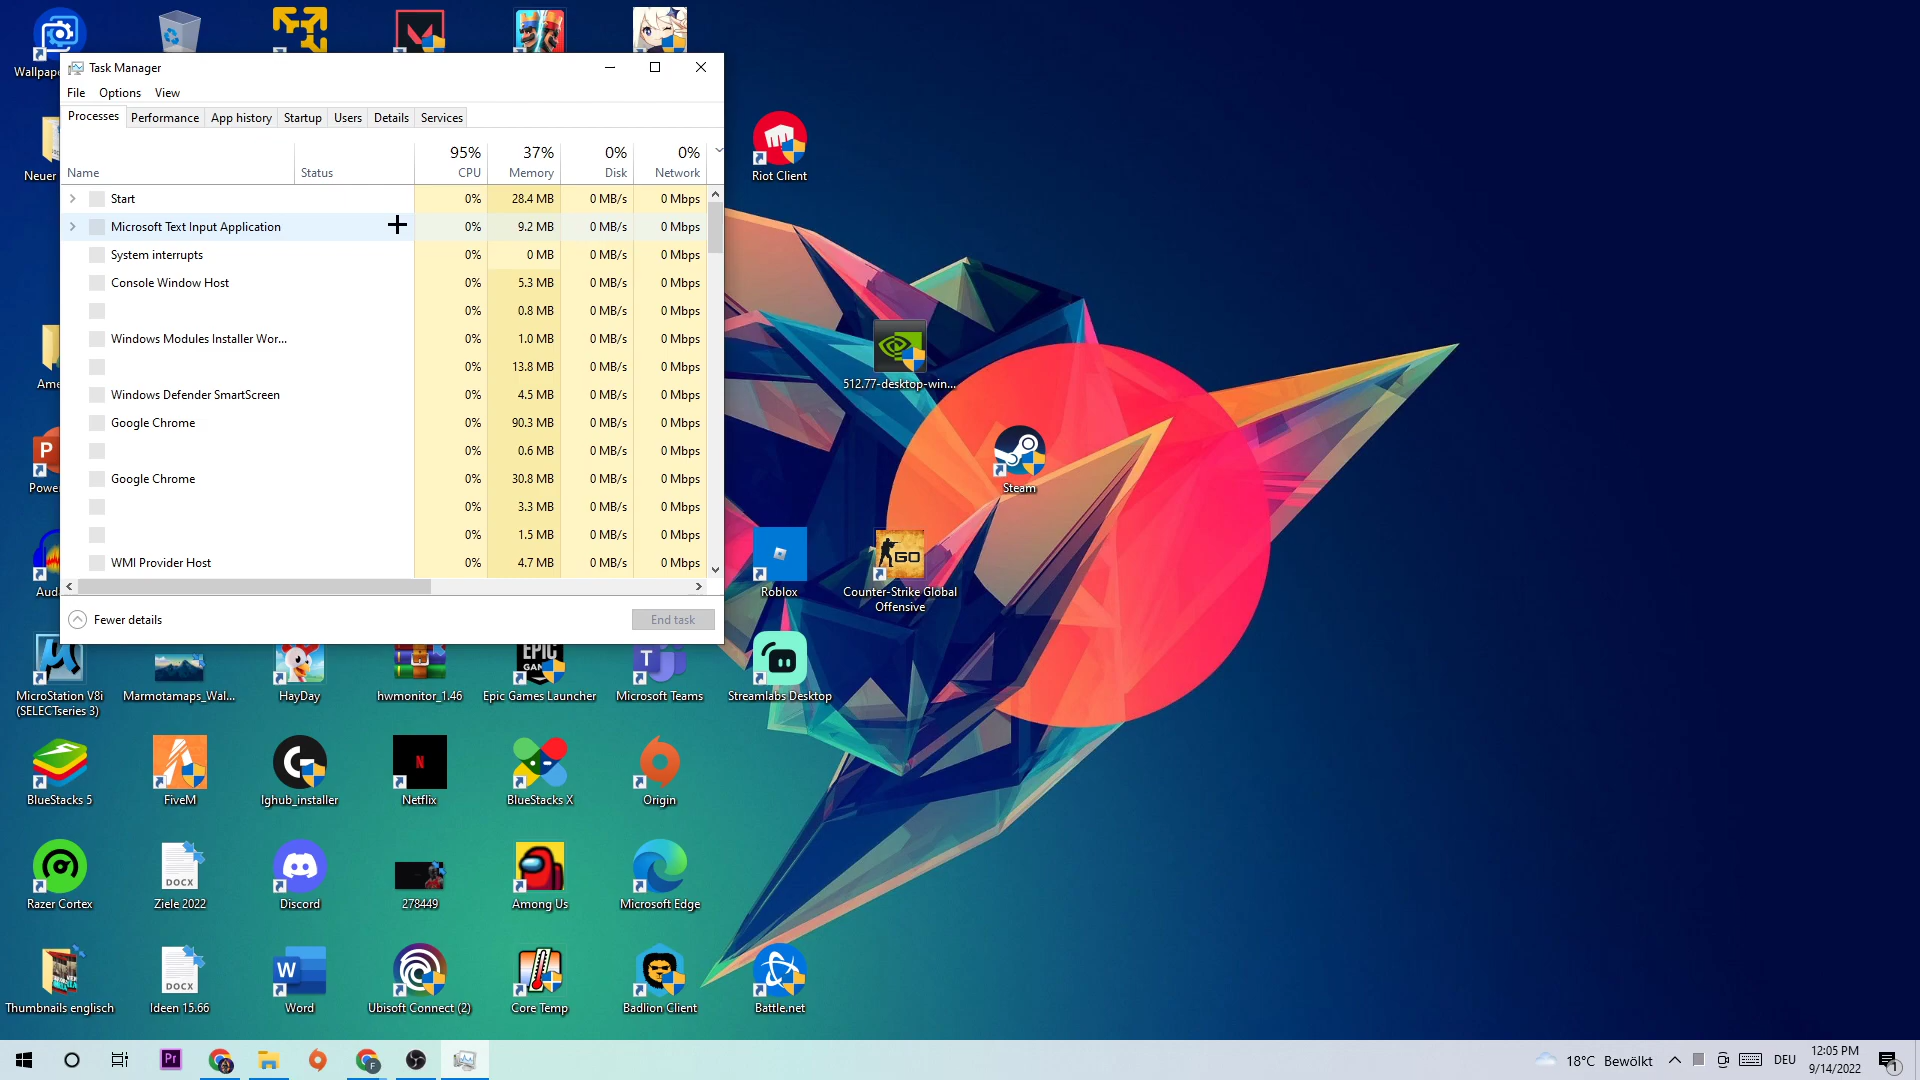 Wallpape
Task Manager
File Options View
Processes Performance App history Startup Users Details Services
95% 37% 0% 0%
Name Status CPU Memory Disk Network
Start 0% 28.4 MB 0 MB/s 0 Mbps
Microsoft Text Input Application 0% 9.2 MB 0 MB/s 0 Mbps
System interrupts 0% 0 MB 0 MB/s 0 Mbps
Console Window Host 0% 5.3 MB 0 MB/s 0 Mbps
0% 0.8 MB 0 MB/s 0 Mbps
Windows Modules Installer Wor... 0% 1.0 MB 0 MB/s 0 Mbps
0% 13.8 MB 0 MB/s 0 Mbps
Windows Defender SmartScreen 0% 4.5 MB 0 MB/s 0 Mbps
Google Chrome 0% 90.3 MB 0 MB/s 0 Mbps
0% 0.6 MB 0 MB/s 0 Mbps
Google Chrome 0% 30.8 MB 0 MB/s 0 Mbps
0% 3.3 MB 0 MB/s 0 Mbps
0% 1.5 MB 0 MB/s 0 Mbps
WMI Provider Host 0% 4.7 MB 0 MB/s 0 Mbps
Fewer details End task
Neuer
Ame
P
Power
Auda
Riot Client
512.77-desktop-win...
Steam
GO
Roblox
Counter-Strike Global
Offensive
EPIC
GAM
T
MicroStation V8i
(SELECTseries 3)
Marmotamaps_Wal...
HayDay
hwmonitor_1.46
Epic Games Launcher
Microsoft Teams
Streamlabs Desktop
N
BlueStacks 5
FiveM
lghub_installer
Netflix
BlueStacks X
Origin
DOCX
Razer Cortex
Ziele 2022
Discord
278449
Among Us
Microsoft Edge
DOCX
W
Thumbnails englisch
Ideen 15.66
Word
Ubisoft Connect (2)
Core Temp
Badlion Client
Battle.net
Pr
F
18°C Bewölkt
DEU
12:05 PM
9/14/2022
1